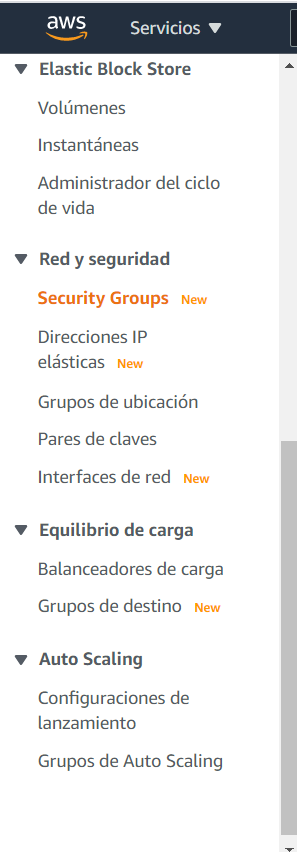 aws
Servicios
Elastic Block Store
Volúmenes
Instantáneas
Administrador del ciclo
de vida
Red y seguridad
Security Groups New
Direcciones IP
elásticas New
Grupos de ubicación
Pares de claves
Interfaces de red New
Equilibrio de carga
Balanceadores de carga
Grupos de destino New
Auto Scaling
Configuraciones de
lanzamiento
Grupos de Auto Scaling